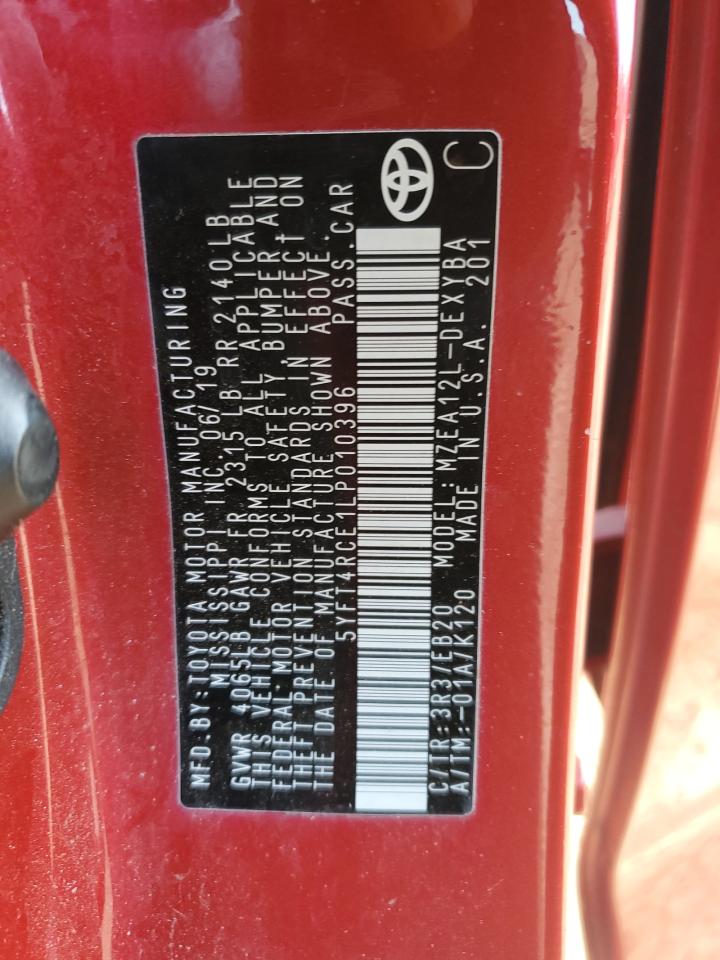 MFD.BY:TOYOTA MOTOR MANUFACTURING
MISSISSIPPI INC. 06/19
GVWR 4065LB GAWR FR 2315LB RR 2140LB
THIS VEHICLE CONFORMS TO ALL APPLICABLE
FEDERAL MOTOR VEHICLE SAFETY, BUMPER AND
THEFT PREVENTION STANDARDS IN EFFECT ON
THE DATE OF MANUFACTURE SHOWN ABOVE.
5YFT4RCE1LP010396 PASS.CAR
C/TR:3R3/EB20 MODEL:MZEA12L-DEXYBA
A/TM:-01A/K120 MADE IN U.S.A. 201
C